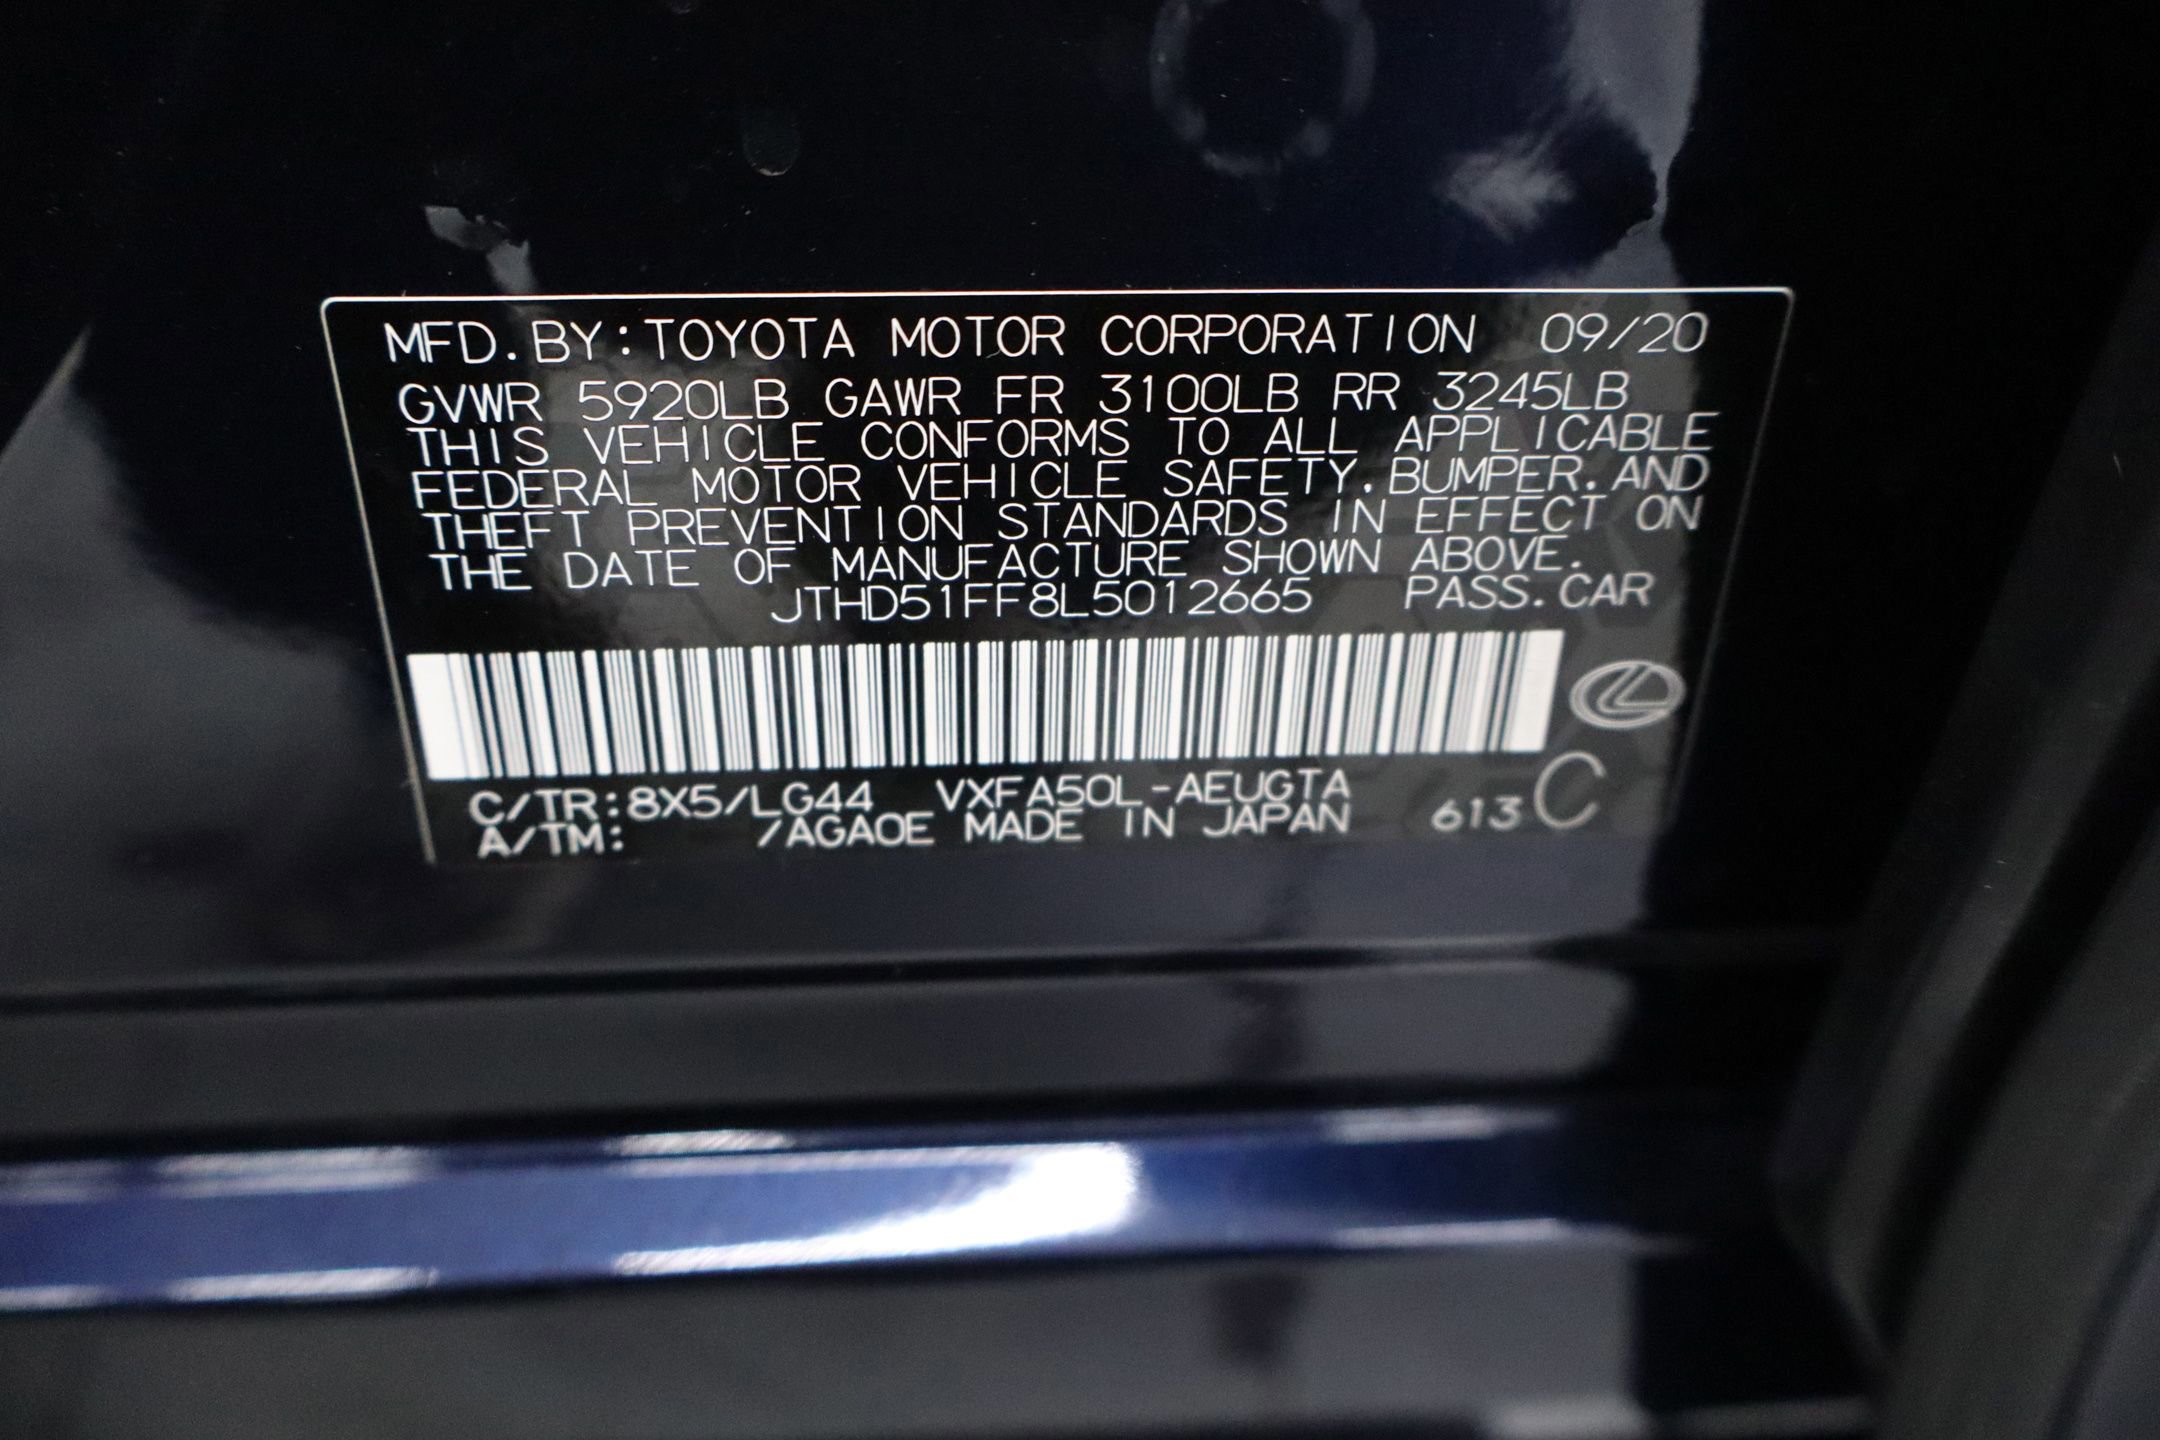 MFD. BY: TOYOTA MOTOR CORPORATION 09/20
GVWR 5920LB GAWR FR 3100LB RR 3245LB
THIS VEHICLE CONFORMS TO ALL APPLICABLE
FEDERAL MOTOR VEHICLE SAFETY, BUMPER, AND
THEFT PREVENTION STANDARDS IN EFFECT ON
THE DATE OF MANUFACTURE SHOWN ABOVE.
JTHD51FF8L5012665 PASS. CAR
C/TR: 8X5/LG44 VXFA50L-AEUGTA
A/TM: /AGA0E MADE IN JAPAN 613 C